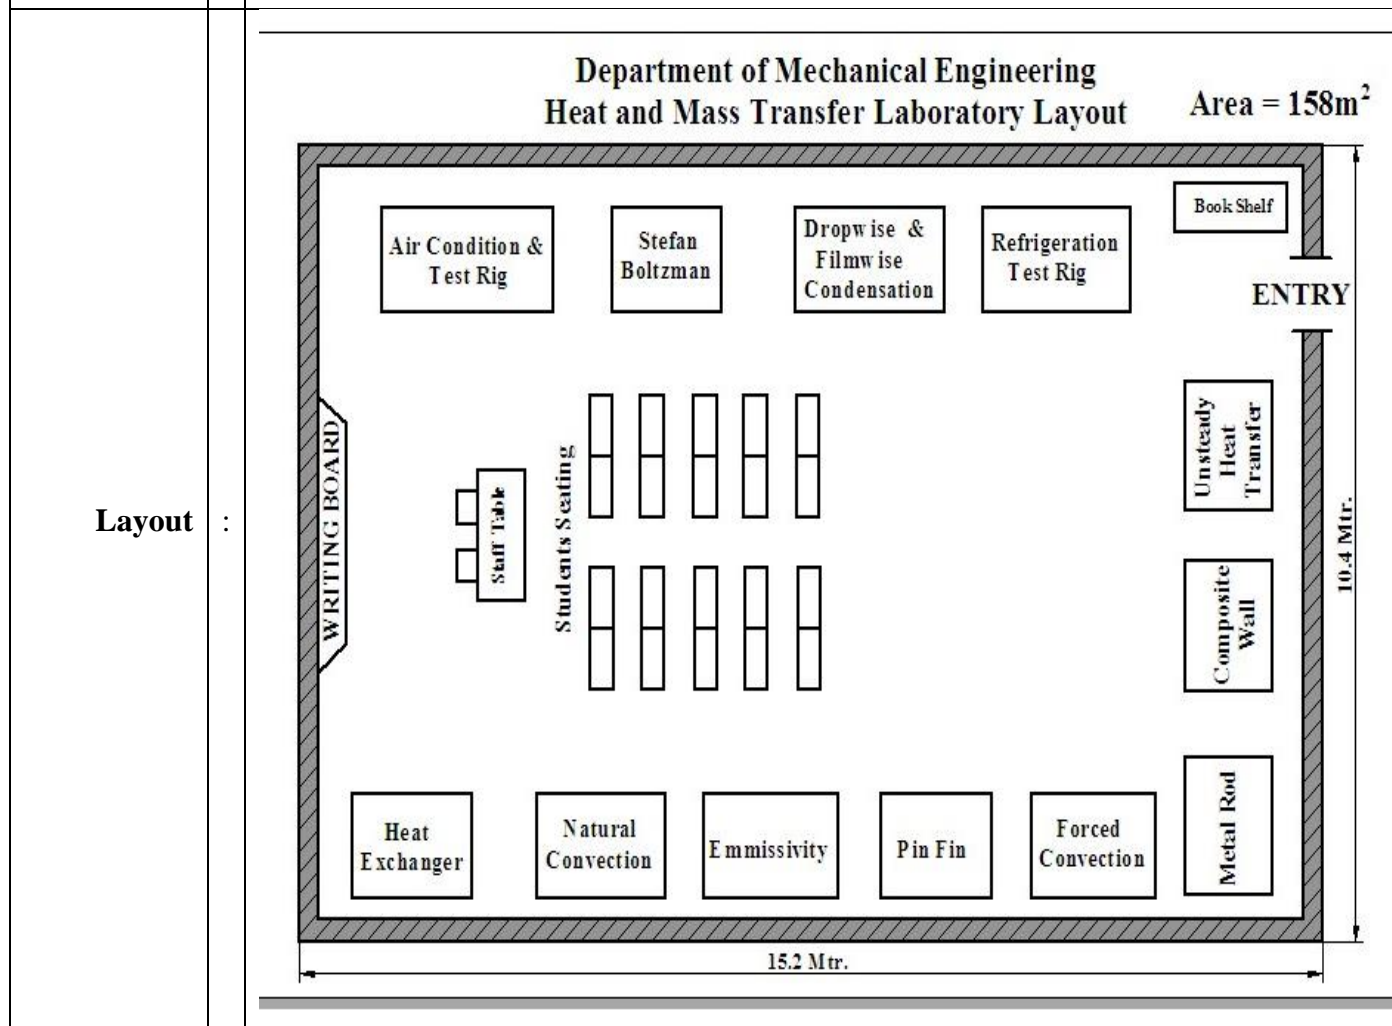 Department of Mechanical Engineering
Heat and Mass Transfer Laboratory Layout
Area = 158m²
Book Shelf
Air Condition &
Test Rig
Stefan
Boltzman
Dropwise &
Filmwise
Condensation
Refrigeration
Test Rig
ENTRY
Layout :
WRITING BOARD
Staff Table
Students Seating
Unsteady
Heat
Transfer
Composite
Wall
10.4 Mtr.
Heat
Exchanger
Natural
Convection
Emmissivity
Pin Fin
Forced
Convection
Metal Rod
15.2 Mtr.